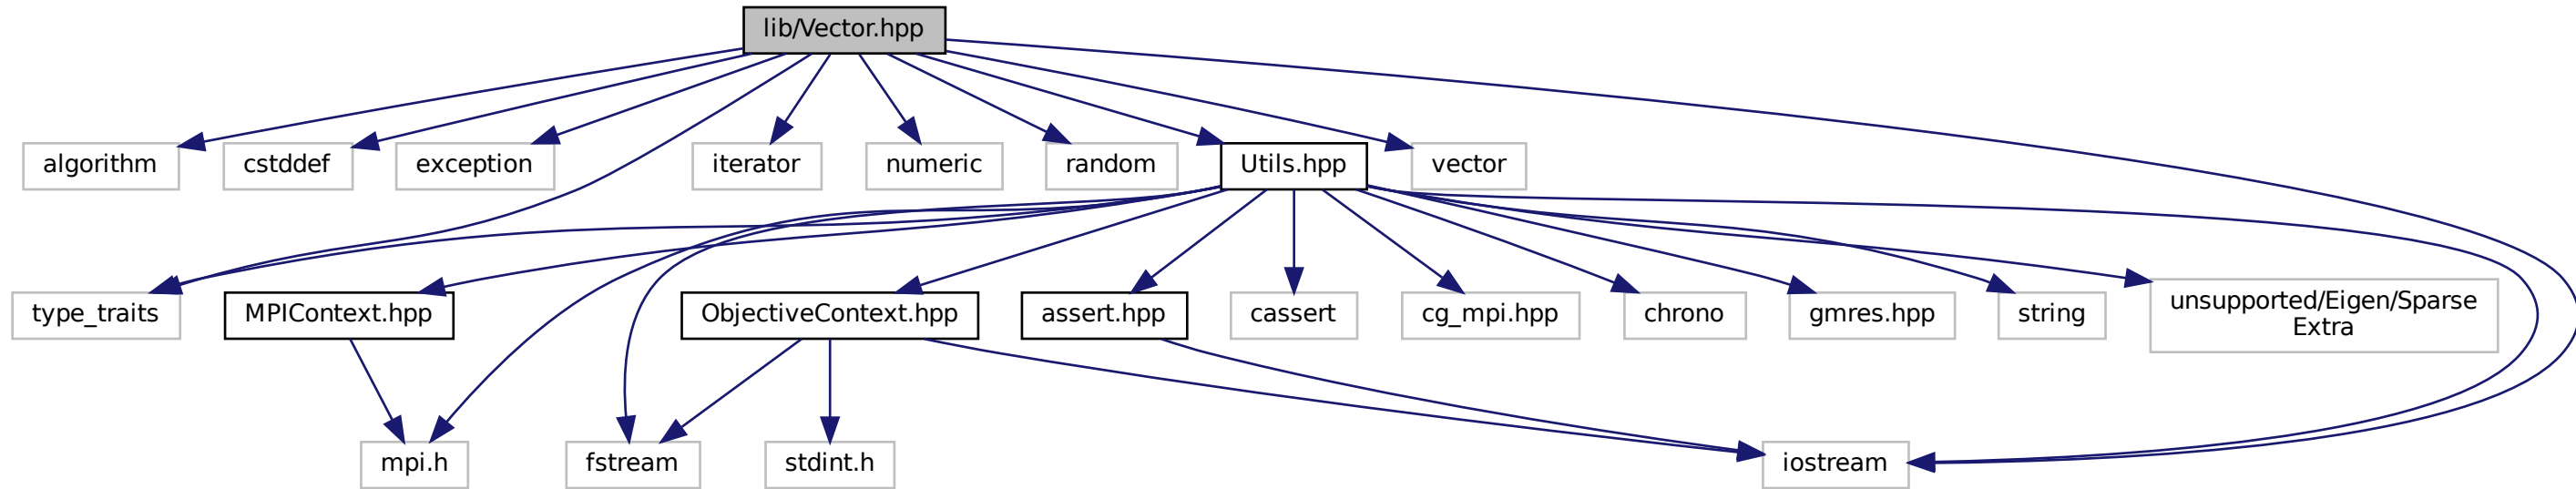 lib/Vector.hpp
algorithm
cstddef
exception
iterator
numeric
random
Utils.hpp
vector
type_traits
MPIContext.hpp
ObjectiveContext.hpp
assert.hpp
cassert
cg_mpi.hpp
chrono
gmres.hpp
string
unsupported/Eigen/Sparse
Extra
mpi.h
fstream
stdint.h
iostream